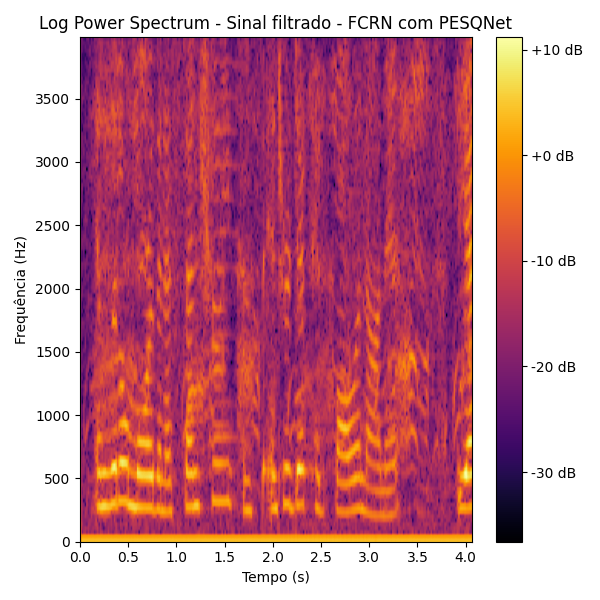 Log Power Spectrum - Sinal filtrado - FCRN com PESQNet
Frequência (Hz)
3500
3000
2500
2000
1500
1000
500
0
0.0 0.5 1.0 1.5 2.0 2.5 3.0 3.5 4.0
Tempo (s)
+10 dB
+0 dB
-10 dB
-20 dB
-30 dB